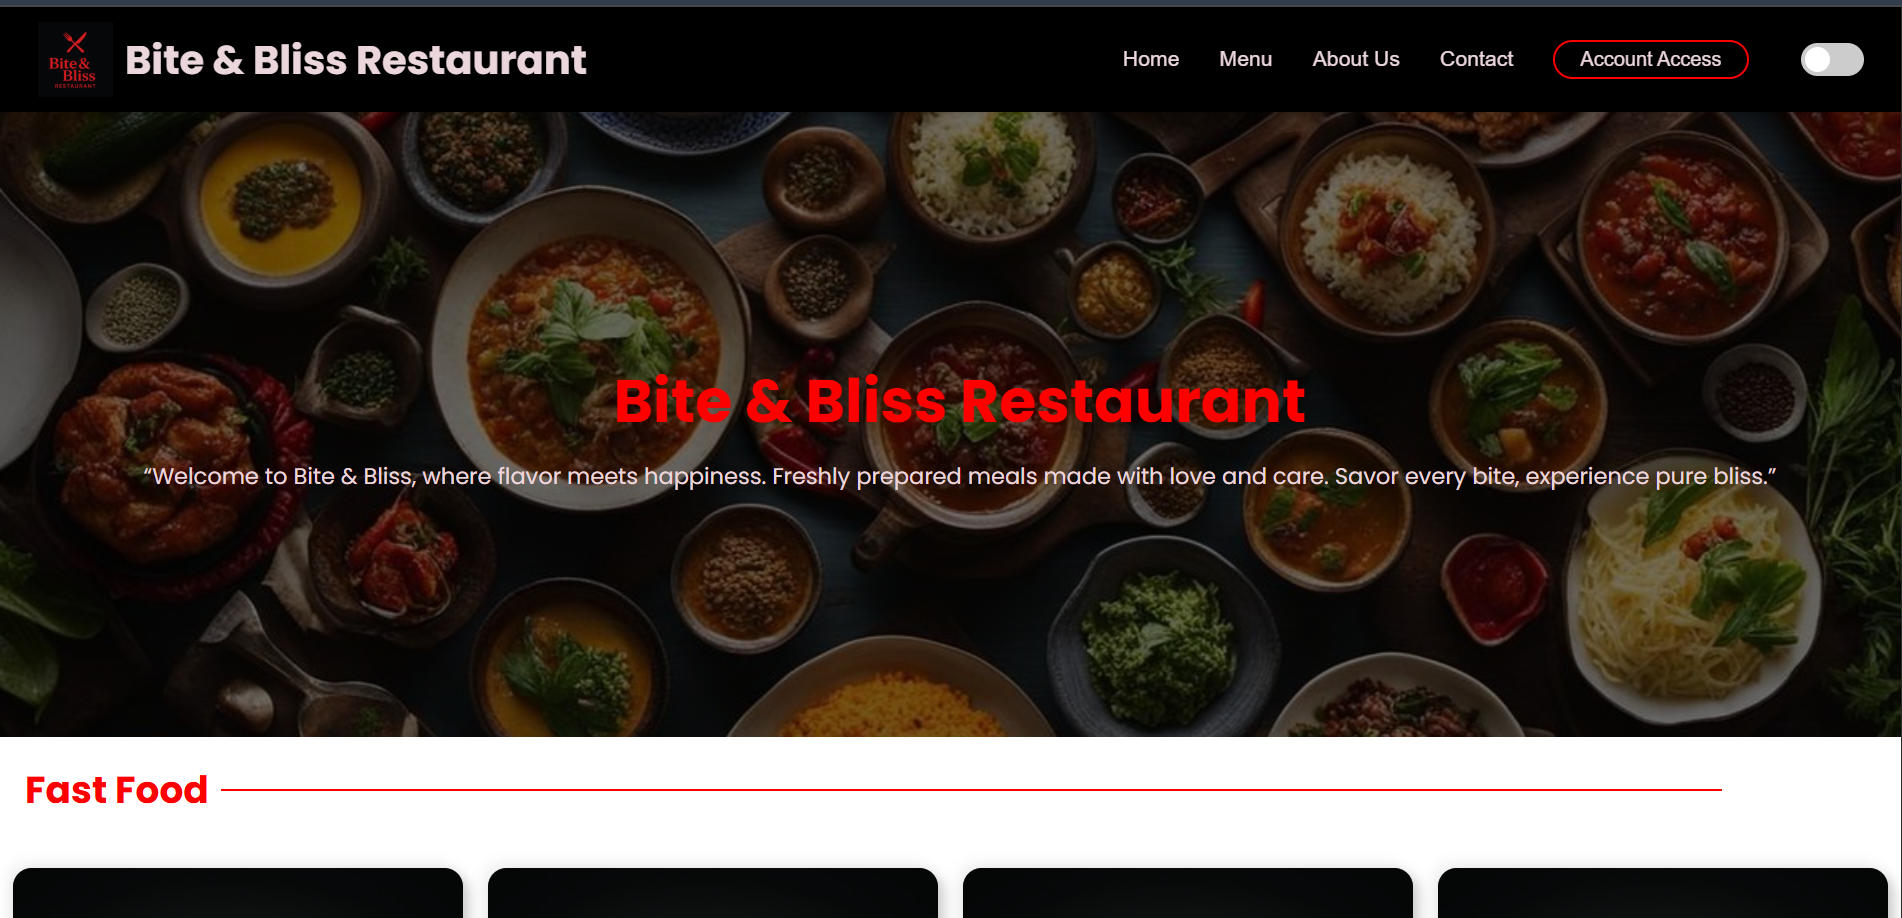 Bite &
Bliss
RESTAURANT
Bite & Bliss Restaurant
Home
Menu
About Us
Contact
Account Access
Bite & Bliss Restaurant
“Welcome to Bite & Bliss, where flavor meets happiness. Freshly prepared meals made with love and care. Savor every bite, experience pure bliss.”
Fast Food